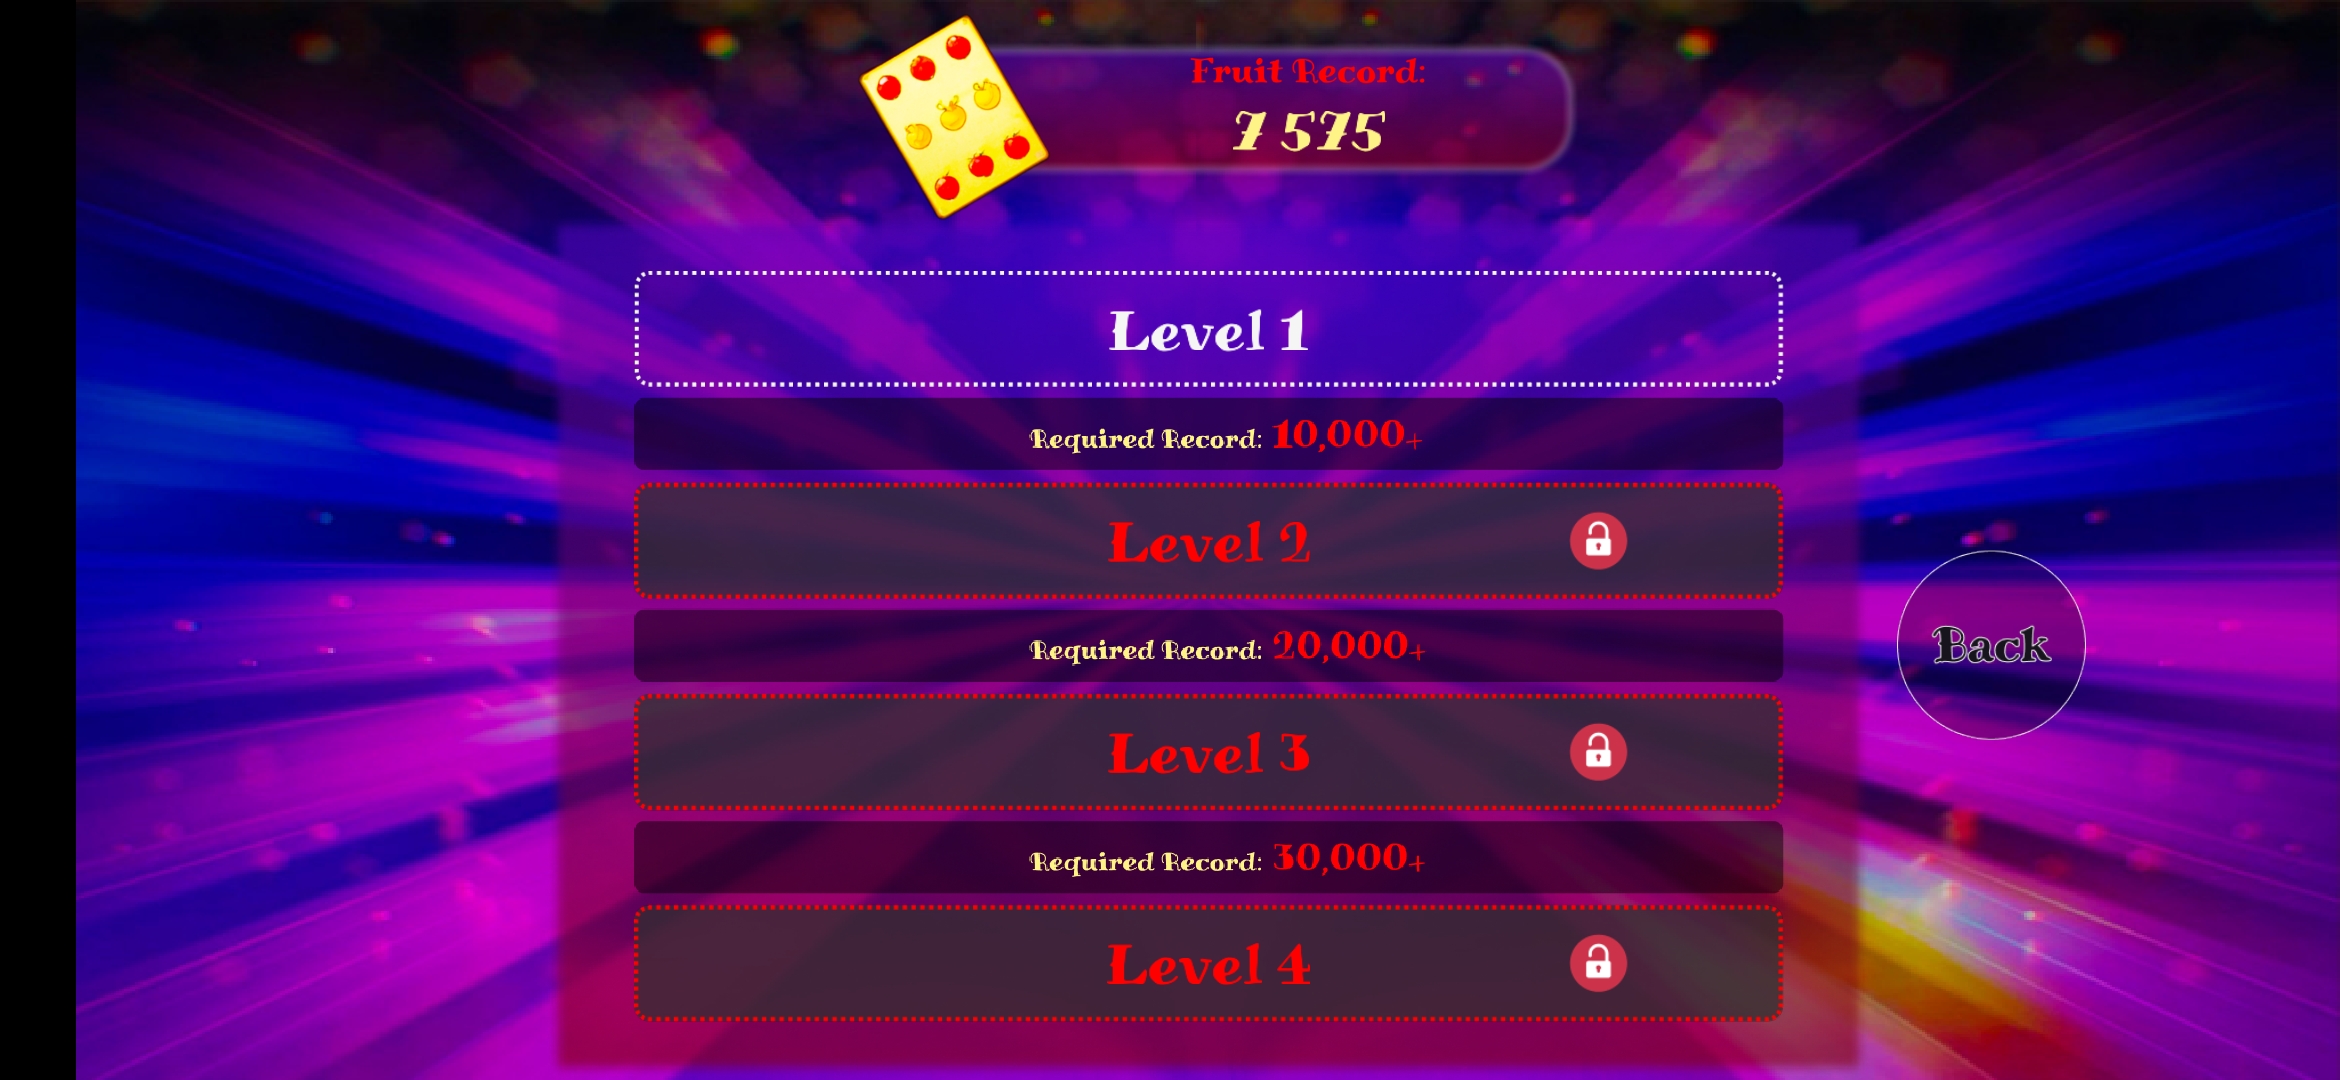 Fruit Record:
7 575
Level 1
Required Record: 10,000+
Level 2
Required Record: 20,000+
Level 3
Required Record: 30,000+
Level 4
Back